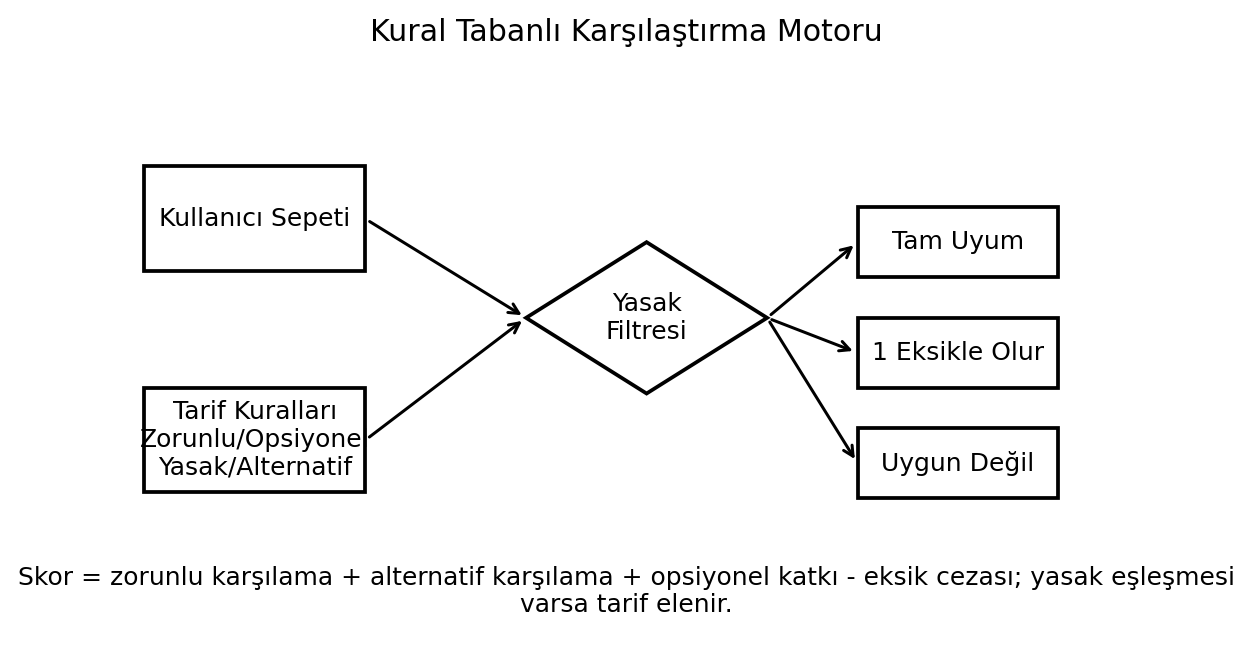 Kural Tabanlı Karşılaştırma Motoru
Kullanıcı Sepeti
Tarif Kuralları
Zorunlu/Opsiyonel
Yasak/Alternatif
Yasak
Filtresi
Tam Uyum
1 Eksikle Olur
Uygun Değil
Skor = zorunlu karşılama + alternatif karşılama + opsiyonel katkı - eksik cezası; yasak eşleşmesi
varsa tarif elenir.